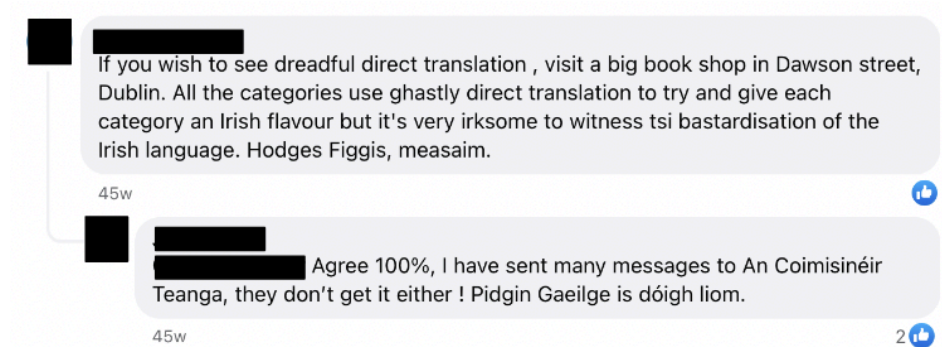 If you wish to see dreadful direct translation , visit a big book shop in Dawson street,
Dublin. All the categories use ghastly direct translation to try and give each
category an Irish flavour but it's very irksome to witness tsi bastardisation of the
Irish language. Hodges Figgis, measaim.
45w
Agree 100%, I have sent many messages to An Coimisinéir
Teanga, they don’t get it either ! Pidgin Gaeilge is dóigh liom.
45w
2